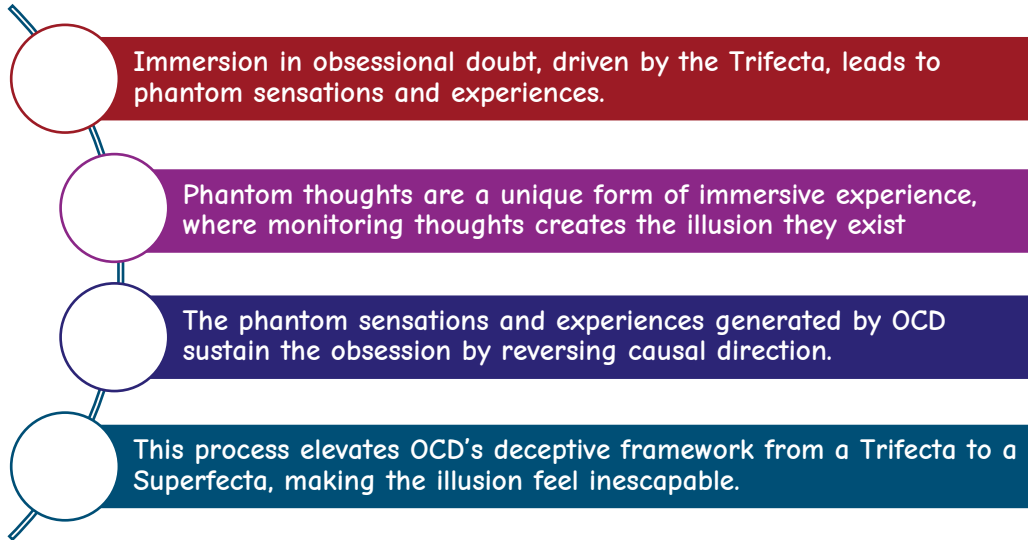 Immersion in obsessional doubt, driven by the Trifecta, leads to
phantom sensations and experiences.
Phantom thoughts are a unique form of immersive experience,
where monitoring thoughts creates the illusion they exist
The phantom sensations and experiences generated by OCD
sustain the obsession by reversing causal direction.
This process elevates OCD's deceptive framework from a Trifecta to a
Superfecta, making the illusion feel inescapable.